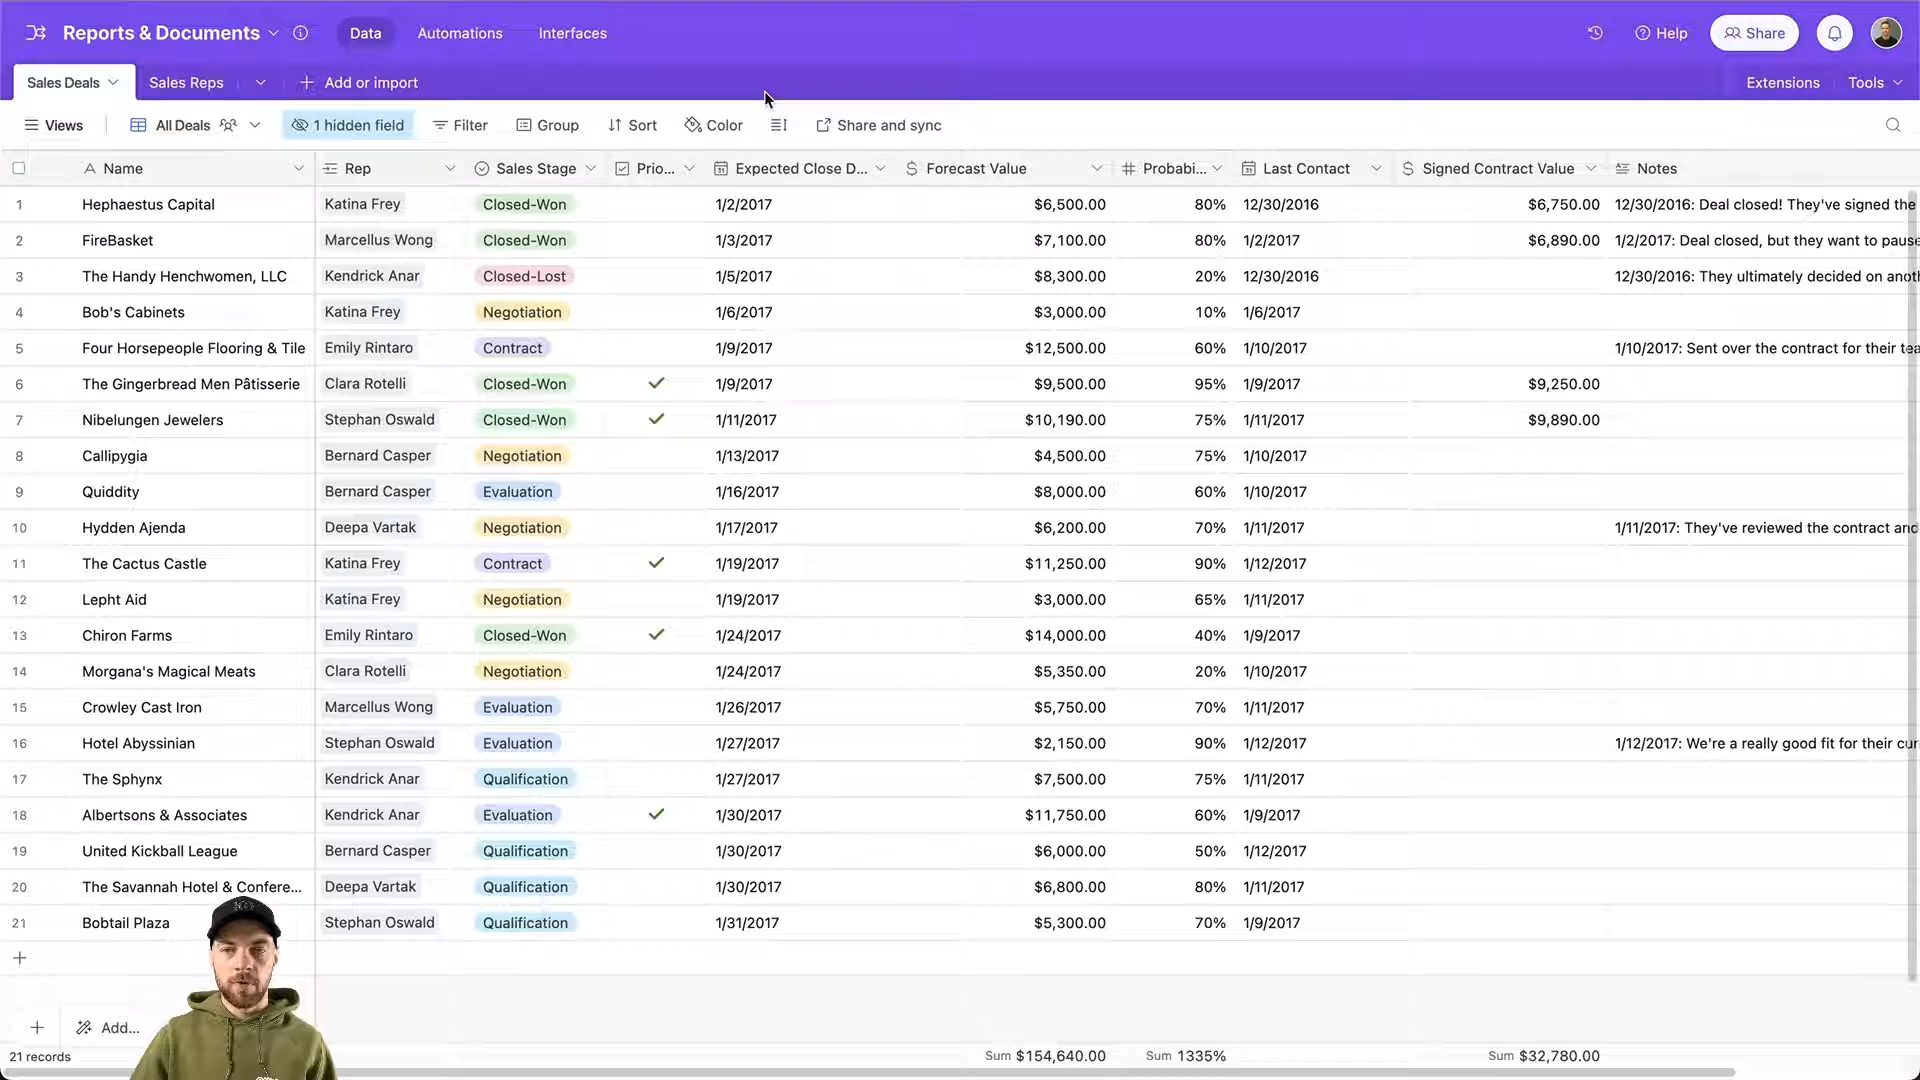 Reports & Documents Data Automations Interfaces Help Share
Sales Deals Sales Reps Add or import Extensions Tools
Views All Deals 1 hidden field Filter Group Sort Color Share and sync
Name Rep Sales Stage Prio... Expected Close D... Forecast Value Probabi... Last Contact Signed Contract Value Notes
1 Hephaestus Capital Katina Frey Closed-Won 1/2/2017 $6,500.00 80% 12/30/2016 $6,750.00 12/30/2016: Deal closed! They've signed the
2 FireBasket Marcellus Wong Closed-Won 1/3/2017 $7,100.00 80% 1/2/2017 $6,890.00 1/2/2017: Deal closed, but they want to pause
3 The Handy Henchwomen, LLC Kendrick Anar Closed-Lost 1/5/2017 $8,300.00 20% 12/30/2016 12/30/2016: They ultimately decided on anot
4 Bob's Cabinets Katina Frey Negotiation 1/6/2017 $3,000.00 10% 1/6/2017
5 Four Horsepeople Flooring & Tile Emily Rintaro Contract 1/9/2017 $12,500.00 60% 1/10/2017 1/10/2017: Sent over the contract for their tea
6 The Gingerbread Men Pâtisserie Clara Rotelli Closed-Won 1/9/2017 $9,500.00 95% 1/9/2017 $9,250.00
7 Nibelungen Jewelers Stephan Oswald Closed-Won 1/11/2017 $10,190.00 75% 1/11/2017 $9,890.00
8 Callipygia Bernard Casper Negotiation 1/13/2017 $4,500.00 75% 1/10/2017
9 Quiddity Bernard Casper Evaluation 1/16/2017 $8,000.00 60% 1/10/2017
10 Hydden Ajenda Deepa Vartak Negotiation 1/17/2017 $6,200.00 70% 1/11/2017 1/11/2017: They've reviewed the contract and
11 The Cactus Castle Katina Frey Contract 1/19/2017 $11,250.00 90% 1/12/2017
12 Lepht Aid Katina Frey Negotiation 1/19/2017 $3,000.00 65% 1/11/2017
13 Chiron Farms Emily Rintaro Closed-Won 1/24/2017 $14,000.00 40% 1/9/2017
14 Morgana's Magical Meats Clara Rotelli Negotiation 1/24/2017 $5,350.00 20% 1/10/2017
15 Crowley Cast Iron Marcellus Wong Evaluation 1/26/2017 $5,750.00 70% 1/11/2017
16 Hotel Abyssinian Stephan Oswald Evaluation 1/27/2017 $2,150.00 90% 1/12/2017 1/12/2017: We're a really good fit for their cur
17 The Sphynx Kendrick Anar Qualification 1/27/2017 $7,500.00 75% 1/11/2017
18 Albertsons & Associates Kendrick Anar Evaluation 1/30/2017 $11,750.00 60% 1/9/2017
19 United Kickball League Bernard Casper Qualification 1/30/2017 $6,000.00 50% 1/12/2017
20 The Savannah Hotel & Confere... Deepa Vartak Qualification 1/30/2017 $6,800.00 80% 1/11/2017
21 Bobtail Plaza Stephan Oswald Qualification 1/31/2017 $5,300.00 70% 1/9/2017
Add...
21 records Sum $154,640.00 Sum 1335% Sum $32,780.00